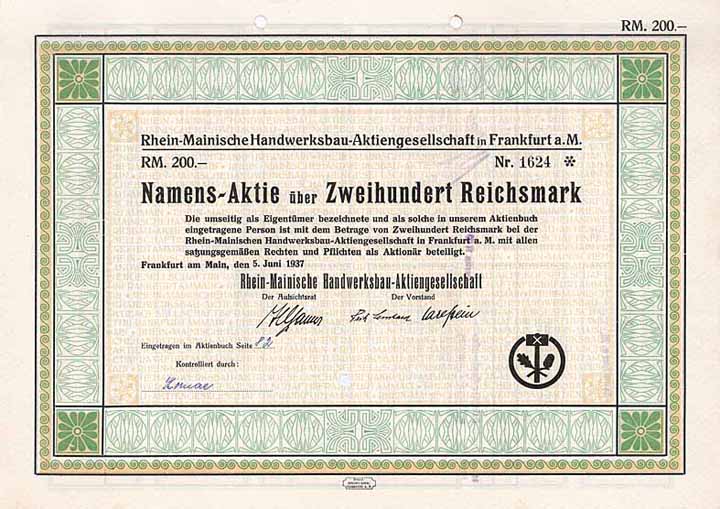 RM. 200.–
Rhein-Mainische Handwerksbau-Aktiengesellschaft in Frankfurt a. M.
RM. 200.– Nr. 1624 *
Namens-Aktie über Zweihundert Reichsmark
Die umseitig als Eigentümer bezeichnete und als solche in unserem Aktienbuch
eingetragene Person ist mit dem Betrage von Zweihundert Reichsmark bei der
Rhein-Mainischen Handwerksbau-Aktiengesellschaft in Frankfurt a. M. mit allen
satzungsgemäßen Rechten und Pflichten als Aktionär beteiligt.
Frankfurt am Main, den 5. Juni 1937
Rhein-Mainische Handwerksbau-Aktiengesellschaft
Der Aufsichtsrat Der Vorstand
Eingetragen im Aktienbuch Seite 82
Kontrolliert durch: